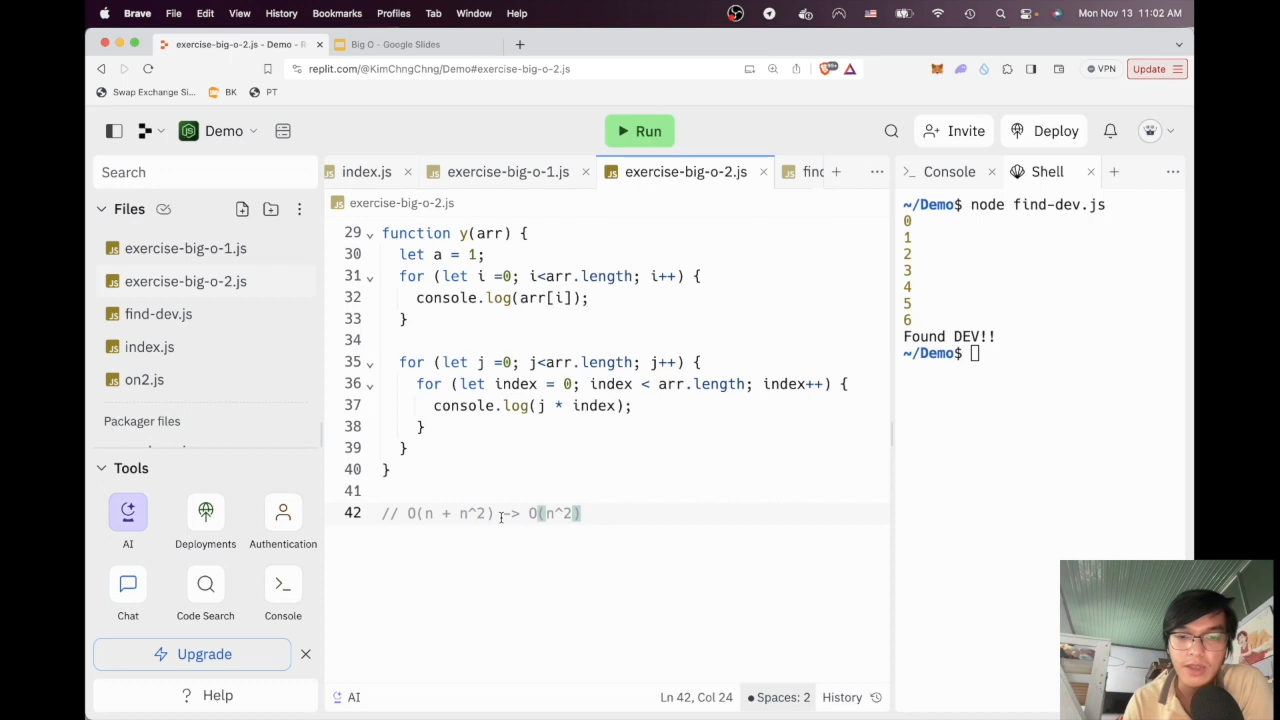 Brave File Edit View History Bookmarks Profiles Tab Window Help Mon Nov 13 11:02 AM
exercise-big-o-2.js - Demo - R Big O - Google Slides
replit.com/@KimChngChng/Demo#exercise-big-o-2.js 99+ VPN Update
Swap Exchange Si... BK PT
Demo Run Invite Deploy
Search
index.js exercise-big-o-1.js exercise-big-o-2.js find Console Shell
Files
exercise-big-o-1.js
exercise-big-o-2.js
find-dev.js
index.js
on2.js
Packager files
Tools
AI Deployments Authentication
Chat Code Search Console
Upgrade
? Help
exercise-big-o-2.js
29 function y(arr) {
30 let a = 1;
31 for (let i =0; i<arr.length; i++) {
32 console.log(arr[i]);
33 }
34
35 for (let j =0; j<arr.length; j++) {
36 for (let index = 0; index < arr.length; index++) {
37 console.log(j * index);
38 }
39 }
40 }
41
42 // O(n + n^2) -> O(n^2)
AI Ln 42, Col 24 Spaces: 2 History
~/Demo$ node find-dev.js
0
1
2
3
4
5
6
Found DEV!!
~/Demo$